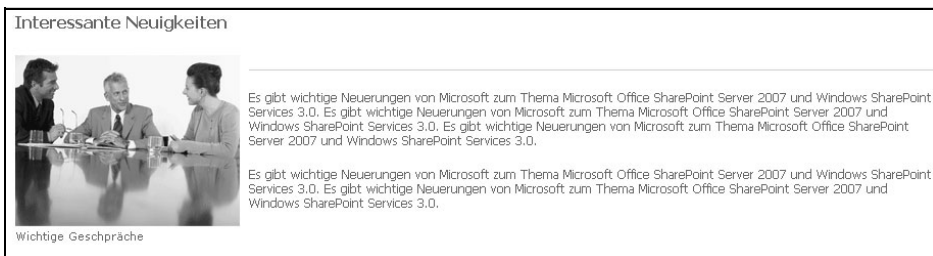 Interessante Neuigkeiten
Es gibt wichtige Neuerungen von Microsoft zum Thema Microsoft Office SharePoint Server 2007 und Windows SharePoint
Services 3.0. Es gibt wichtige Neuerungen von Microsoft zum Thema Microsoft Office SharePoint Server 2007 und
Windows SharePoint Services 3.0. Es gibt wichtige Neuerungen von Microsoft zum Thema Microsoft Office SharePoint
Server 2007 und Windows SharePoint Services 3.0.
Es gibt wichtige Neuerungen von Microsoft zum Thema Microsoft Office SharePoint Server 2007 und Windows SharePoint
Services 3.0. Es gibt wichtige Neuerungen von Microsoft zum Thema Microsoft Office SharePoint Server 2007 und
Windows SharePoint Services 3.0.
Wichtige Geschpräche